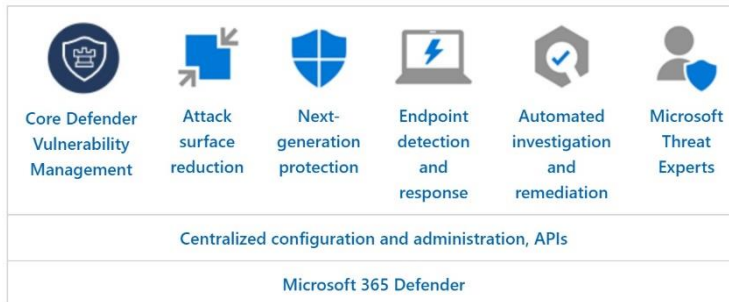 Core Defender
Vulnerability
Management
Attack
surface
reduction
Next-
generation
protection
Endpoint
detection
and
response
Automated
investigation
and
remediation
Microsoft
Threat
Experts
Centralized configuration and administration, APIs
Microsoft 365 Defender